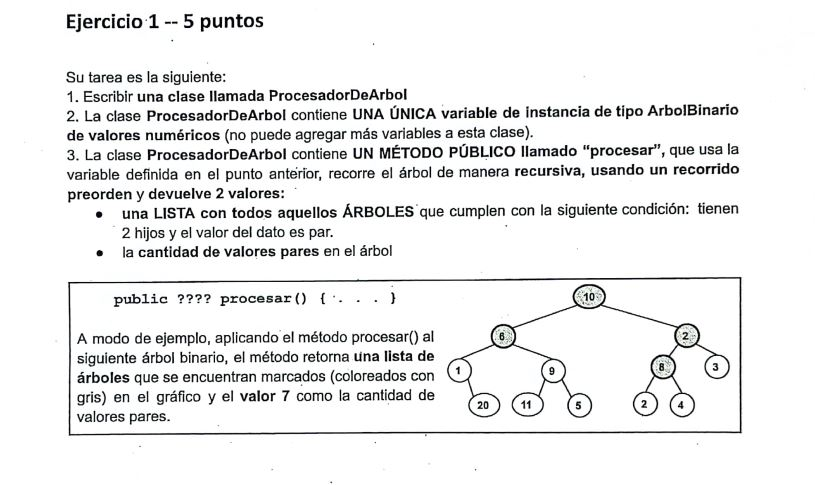 Ejercicio 1 -- 5 puntos
Su tarea es la siguiente:
1. Escribir una clase llamada ProcesadorDeArbol
2. La clase ProcesadorDeArbol contiene UNA ÚNICA variable de instancia de tipo ArbolBinario
de valores numéricos (no puede agregar más variables a esta clase).
3. La clase ProcesadorDeArbol contiene UN MÉTODO PÚBLICO llamado “procesar”, que usa la
variable definida en el punto anterior, recorre el árbol de manera recursiva, usando un recorrido
preorden y devuelve 2 valores:
• una LISTA con todos aquellos ÁRBOLES que cumplen con la siguiente condición: tienen
2 hijos y el valor del dato es par.
• la cantidad de valores pares en el árbol
public ???? procesar() { . . . }
A modo de ejemplo, aplicando el método procesar() al
siguiente árbol binario, el método retorna una lista de
árboles que se encuentran marcados (coloreados con
gris) en el gráfico y el valor 7 como la cantidad de
valores pares.
10
6 2
1 9 8 3
20 11 5 2 4